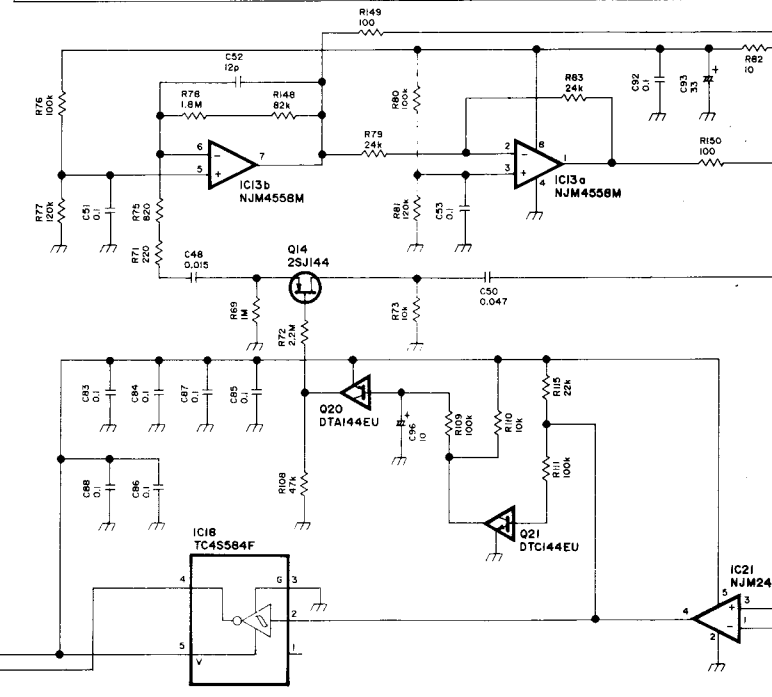 R149
100
C52
12p
R82
10
R76
100k
R78
1.8M
R148
82k
R80
100k
R83
24k
C92
0.1
C93
33
+
R79
24k
6
−
7
5
+
IC13b
NJM4558M
2
−
8
1
3
+
4
IC13a
NJM4558M
R150
100
R77
120k
C51
0.1
R75
820
R81
120k
C53
0.1
R71
220
C48
0.015
Q14
2SJ144
C50
0.047
R69
1M
R72
2.2M
R73
10k
C83
0.1
C84
0.1
C87
0.1
C85
0.1
Q20
DTA144EU
C96
10
+
R109
100k
R110
10k
R115
22k
R111
100k
C88
0.1
C86
0.1
R108
47k
Q21
DTC144EU
IC18
TC4S584F
4
G
3
2
5
V
1
IC21
NJM24
5
3
+
4
−
1
2